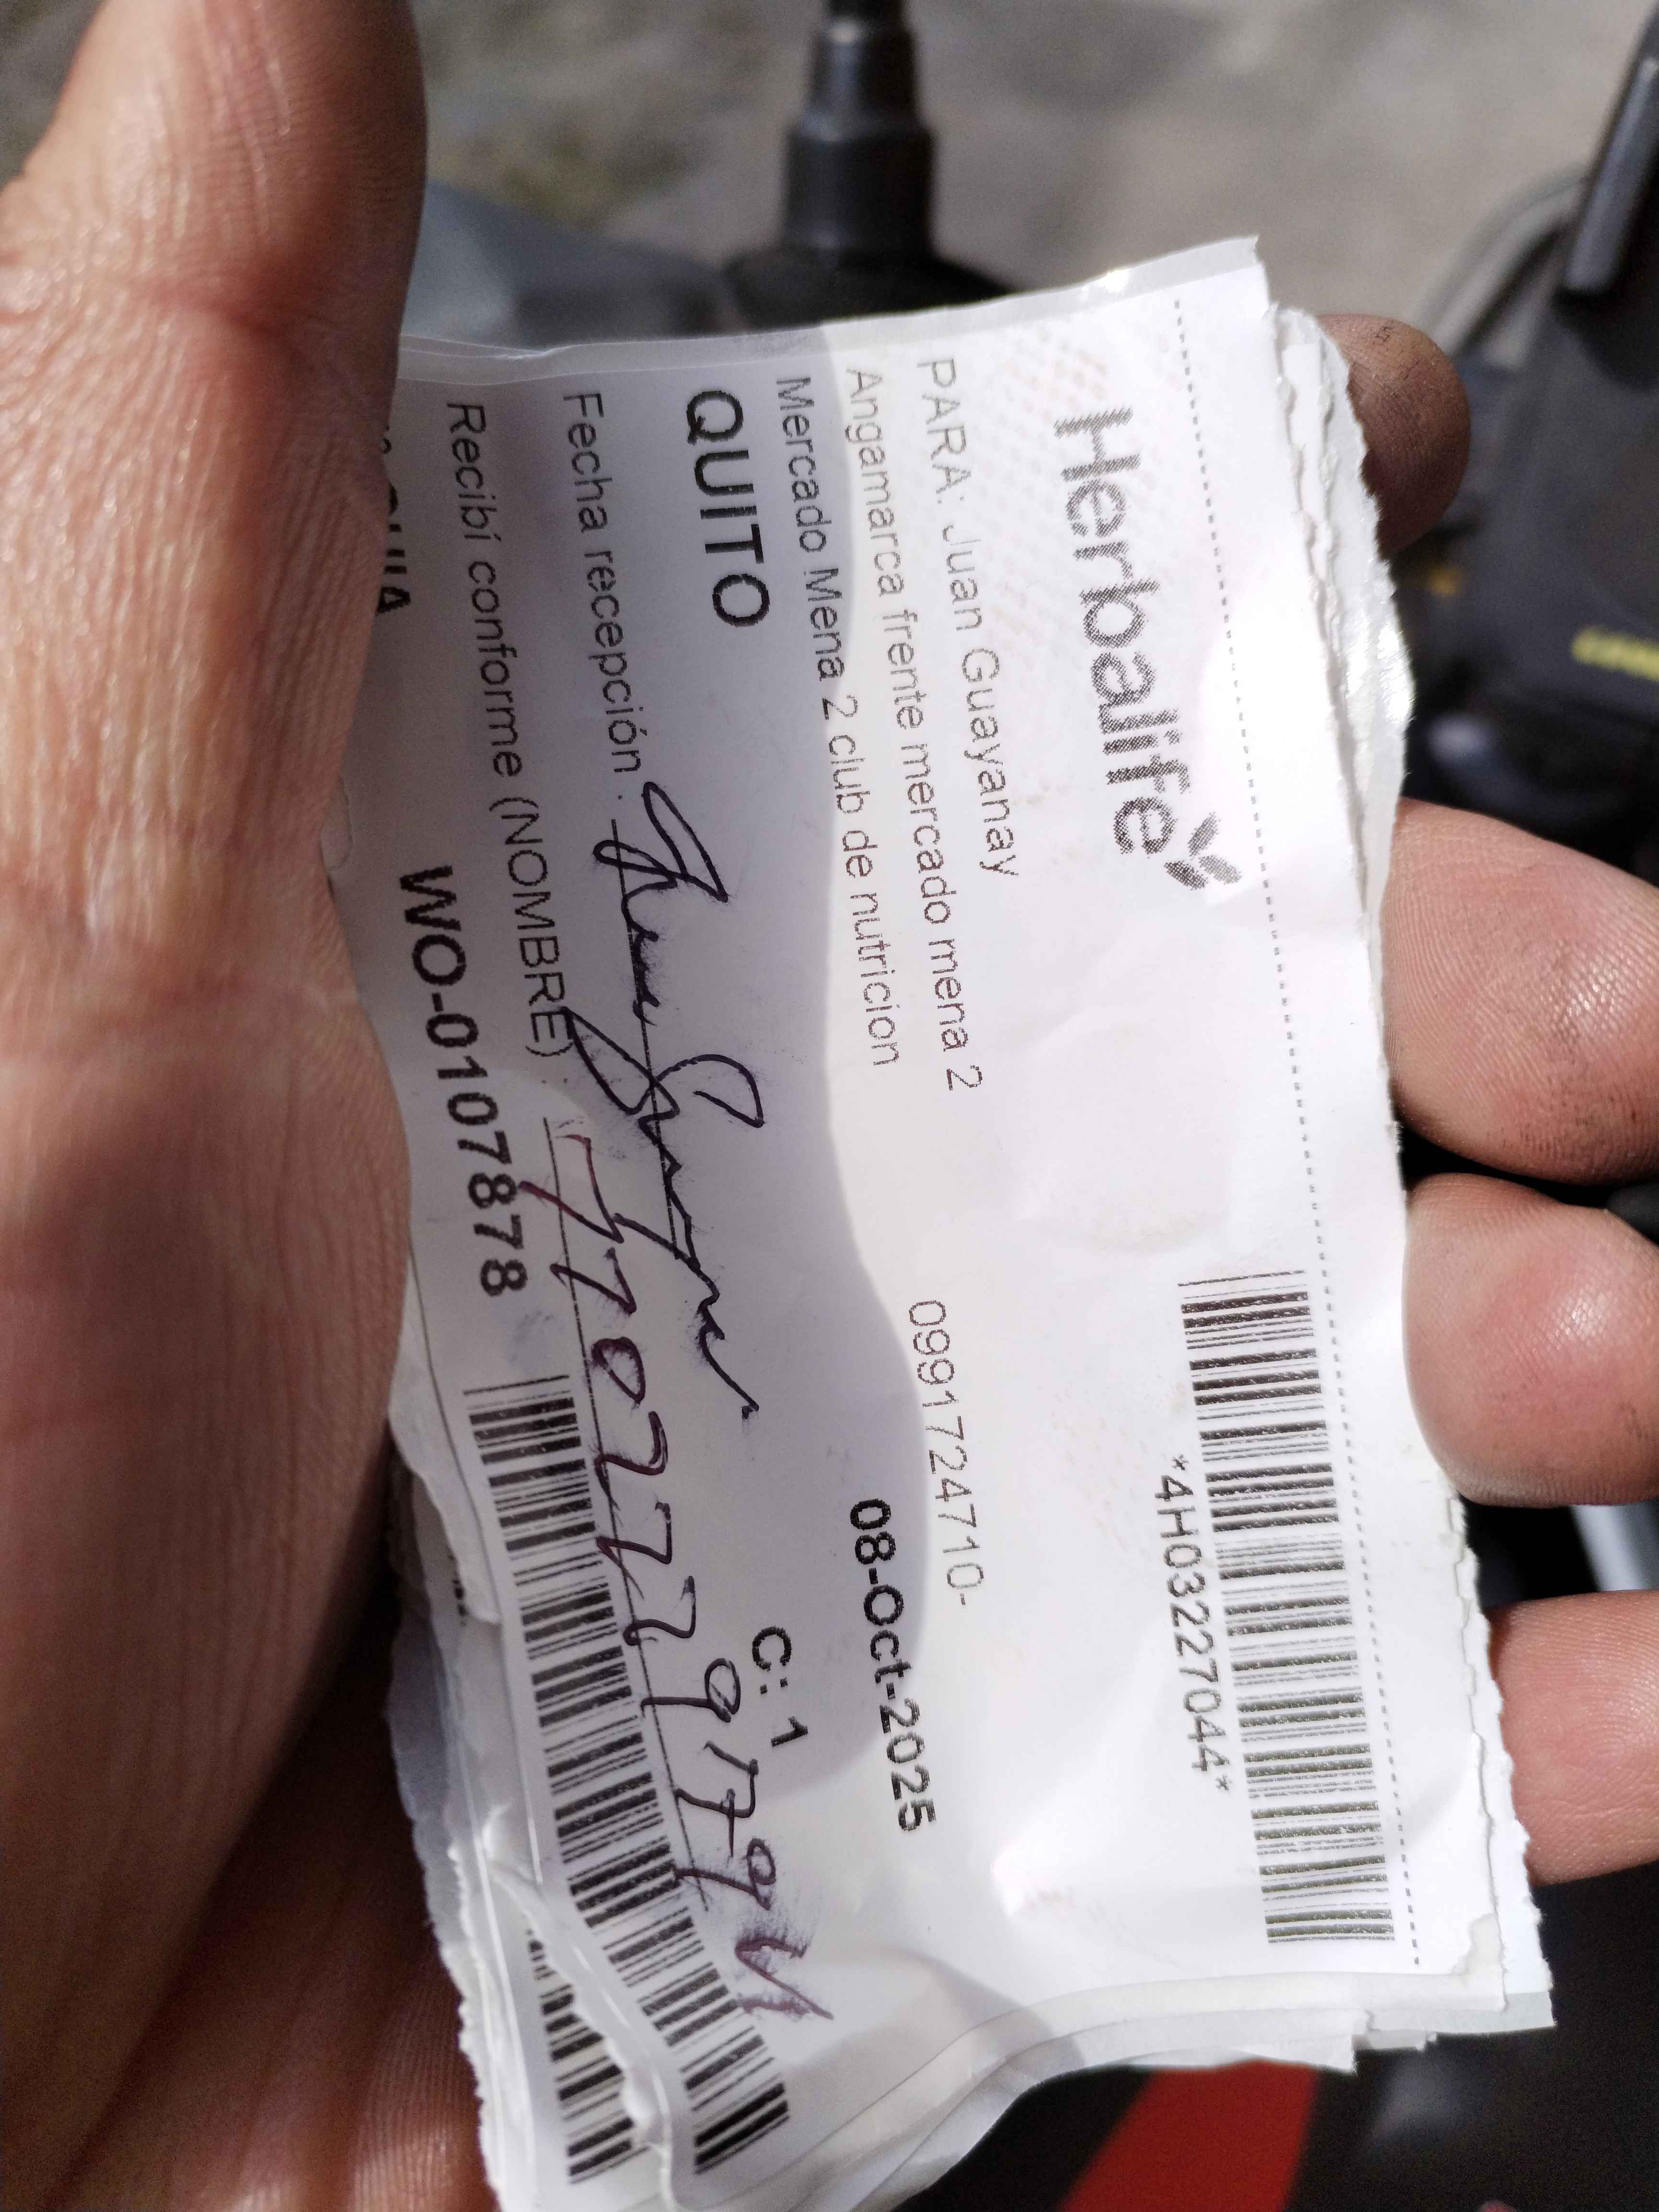 Herbalife
*4H03227044*
PARA: Juan Guayanay
Angamarca frente mercado mena 2
0991724710-
Mercado Mena 2 club de nutricion
08-Oct-2025
QUITO
C: 1
Fecha recepción :
Recibí conforme (NOMBRE)
WO-0107878